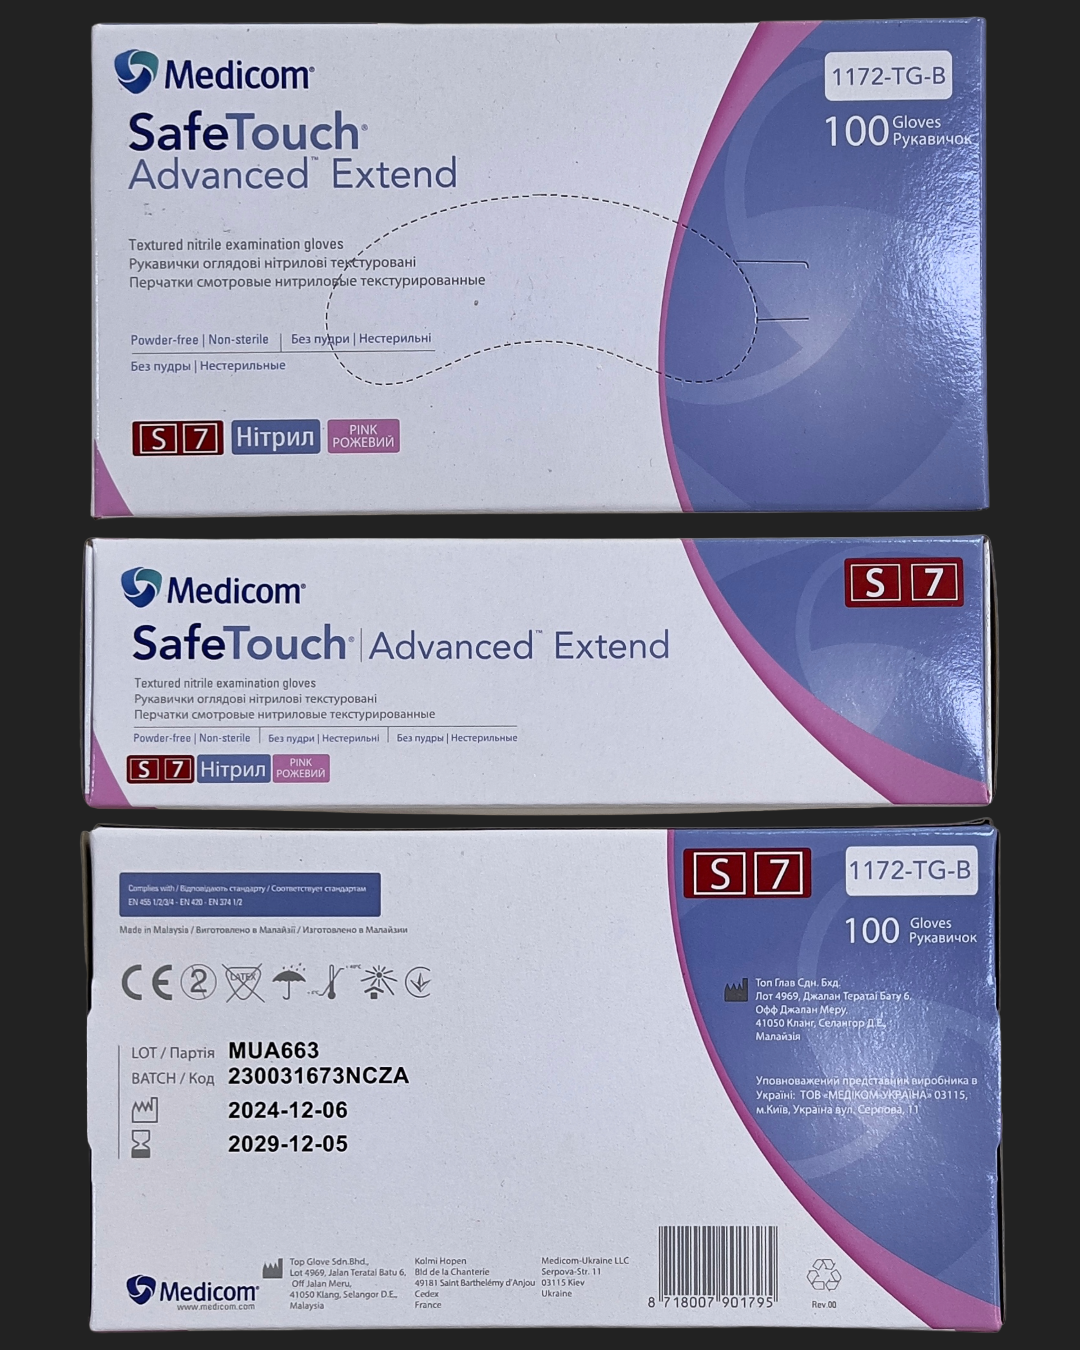 Medicom®
SafeTouch®
Advanced™ Extend
1172-TG-B
100 Gloves
Рукавичок
Textured nitrile examination gloves
Рукавички оглядові нітрилові текстуровані
Перчатки смотровые нитриловые текстурированные
Powder-free | Non-sterile | Без пудри | Нестерильні
Без пудры | Нестерильные
S 7 Нітрил PINK
РОЖЕВИЙ
Medicom®
SafeTouch® | Advanced™ Extend
S 7
Textured nitrile examination gloves
Рукавички оглядові нітрилові текстуровані
Перчатки смотровые нитриловые текстурированные
Powder-free | Non-sterile | Без пудри | Нестерильні | Без пудры | Нестерильные
S 7 Нітрил PINK
РОЖЕВИЙ
S 7 1172-TG-B
100 Gloves
Рукавичок
Complies with / Відповідають стандарту / Соответствует стандартам
EN 455 1/2/3/4 - EN 420 - EN 374 1/2
Made in Malaysia / Виготовлено в Малайзії / Изготовлено в Малайзии
CE 2 LATEX
Топ Глав Сдн. Бхд.
Лот 4969, Джалан Тератаі Бату 6,
Офф Джалан Меру,
41050 Кланг, Селангор Д.Е.,
Малайзія
Уповноважений представник виробника в
Україні: ТОВ «МЕДІКОМ-УКРАЇНА» 03115,
м.Київ, Україна вул. Серпова, 11
LOT / Партія MUA663
BATCH / Код 230031673NCZA
2024-12-06
2029-12-05
Medicom®
www.medicom.com
Top Glove Sdn.Bhd.,
Lot 4969, Jalan Teratai Batu 6,
Off Jalan Meru,
41050 Klang, Selangor D.E.,
Malaysia
Kolmi Hopen
Bld de la Chanterie
49181 Saint Barthelémy d'Anjou
Cedex
France
Medicom-Ukraine LLC
Serpova-Str. 11
03115 Kiev
Ukraine
8 718007 901795
Rev.00